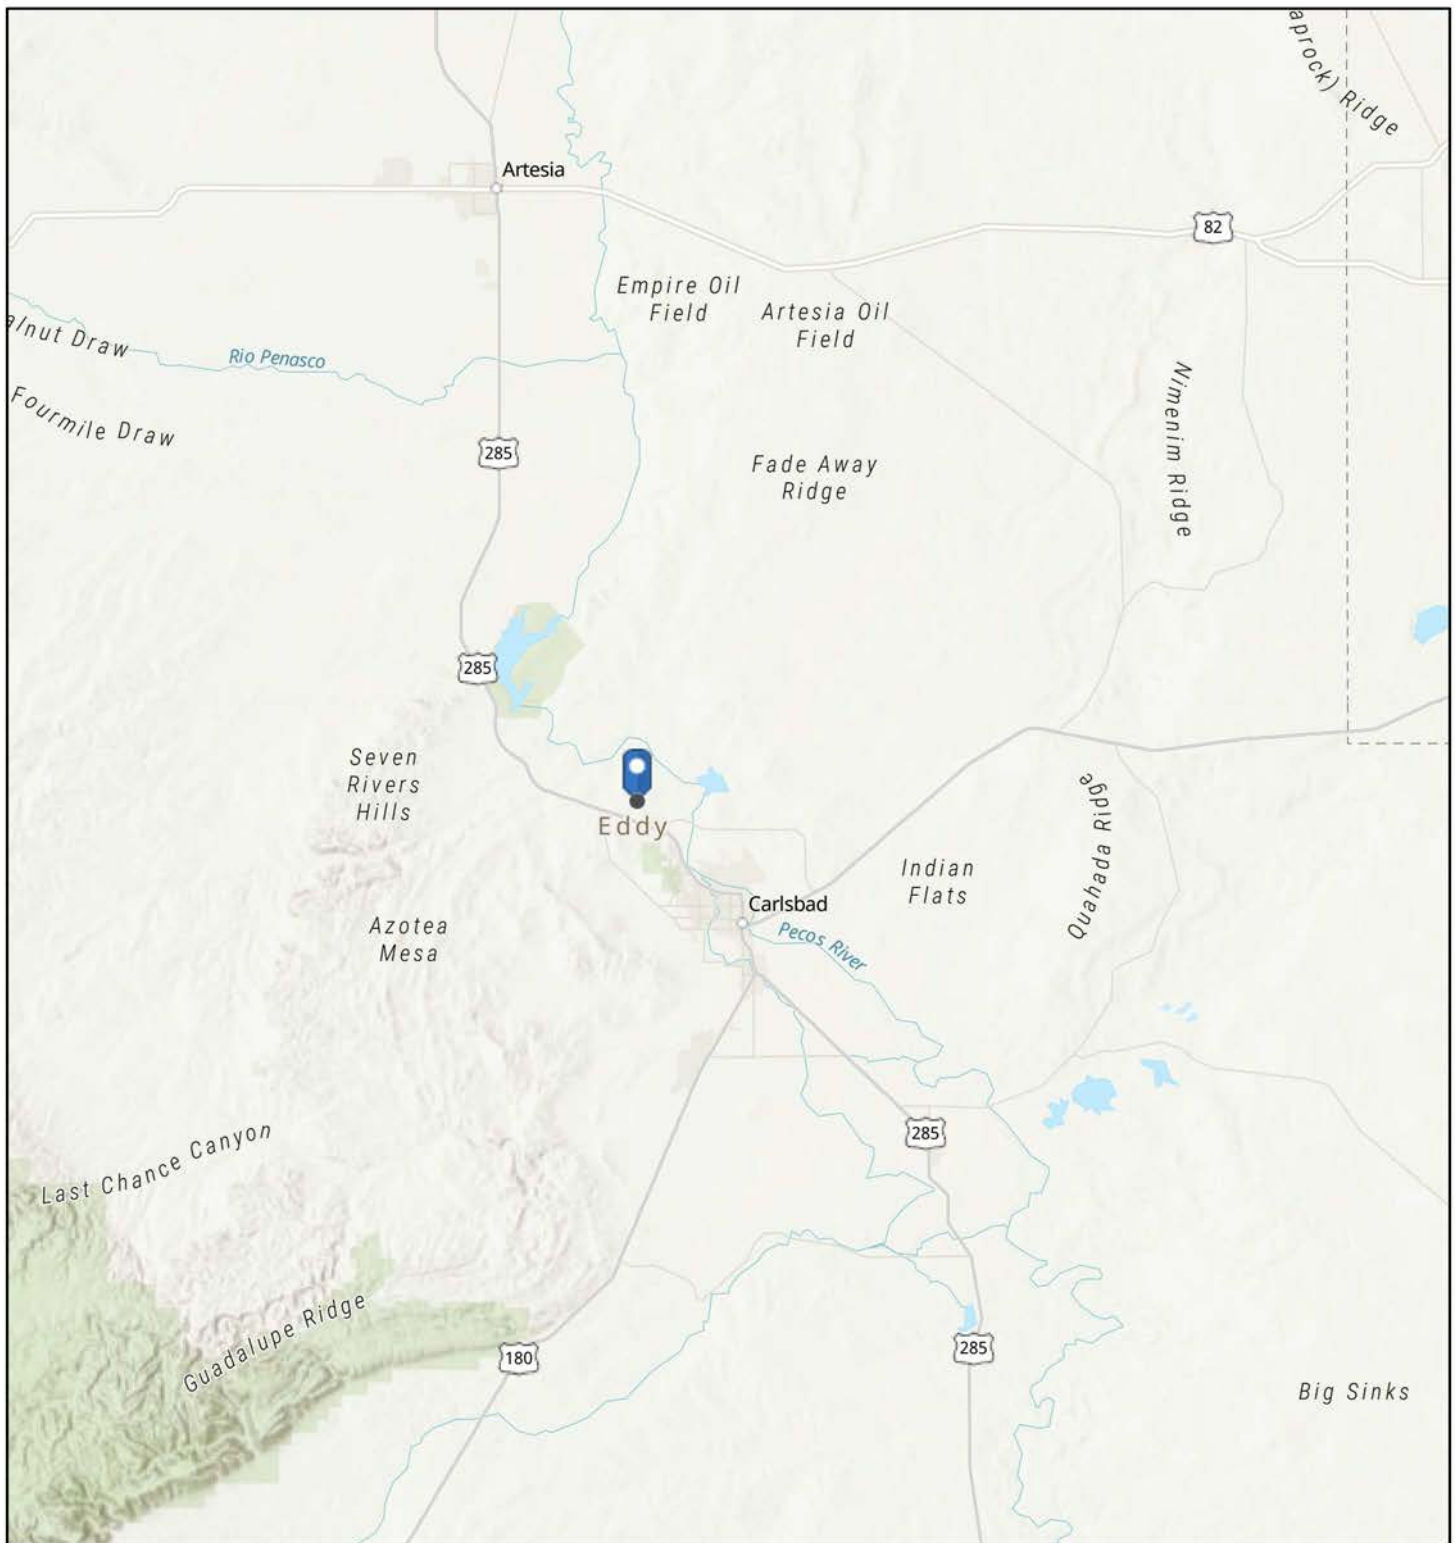 aprock) Ridge
Artesia
82
Empire Oil
Field
Artesia Oil
Field
alnut Draw
Rio Penasco
Fourmile Draw
Nimenim Ridge
285
Fade Away
Ridge
285
Seven
Rivers
Hills
Eddy
Quahada Ridge
Indian
Flats
Carlsbad
Azotea
Mesa
Pecos River
285
Last Chance Canyon
Guadalupe Ridge
180
285
Big Sinks